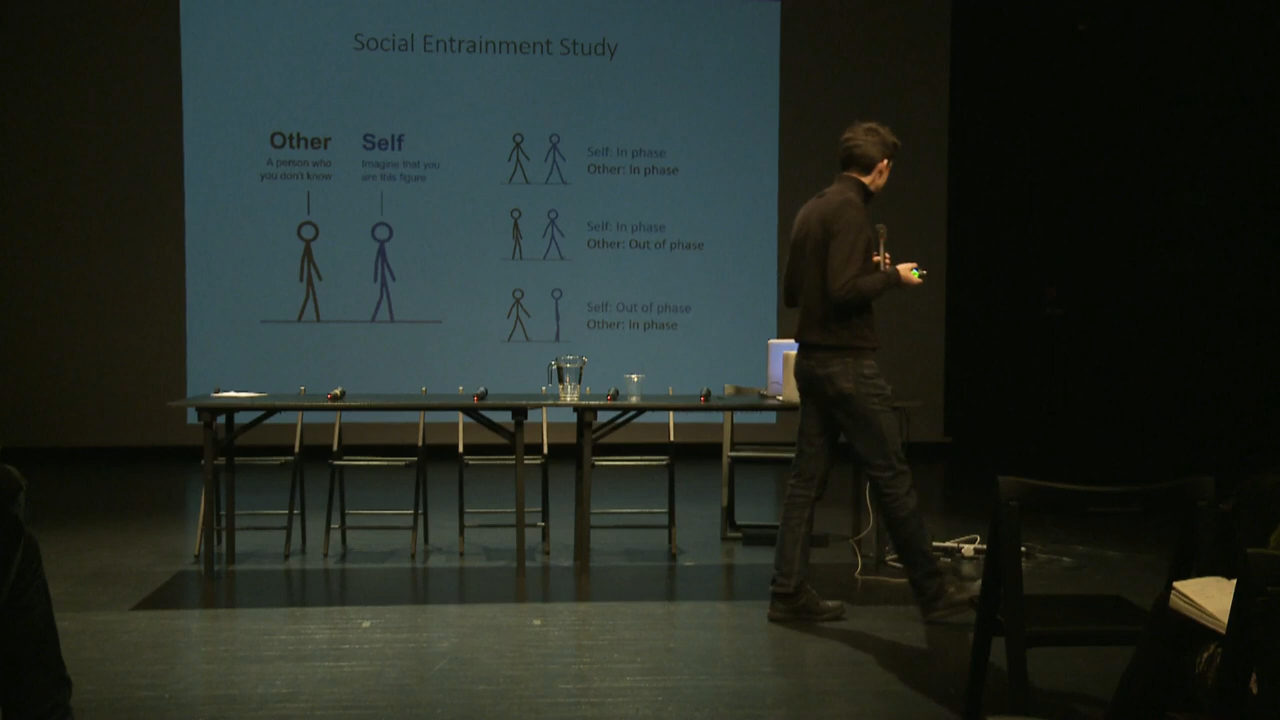 Social Entrainment Study
Other
A person who
you don't know
Self
Imagine that you
are this figure
Self: In phase
Other: In phase
Self: In phase
Other: Out of phase
Self: Out of phase
Other: In phase